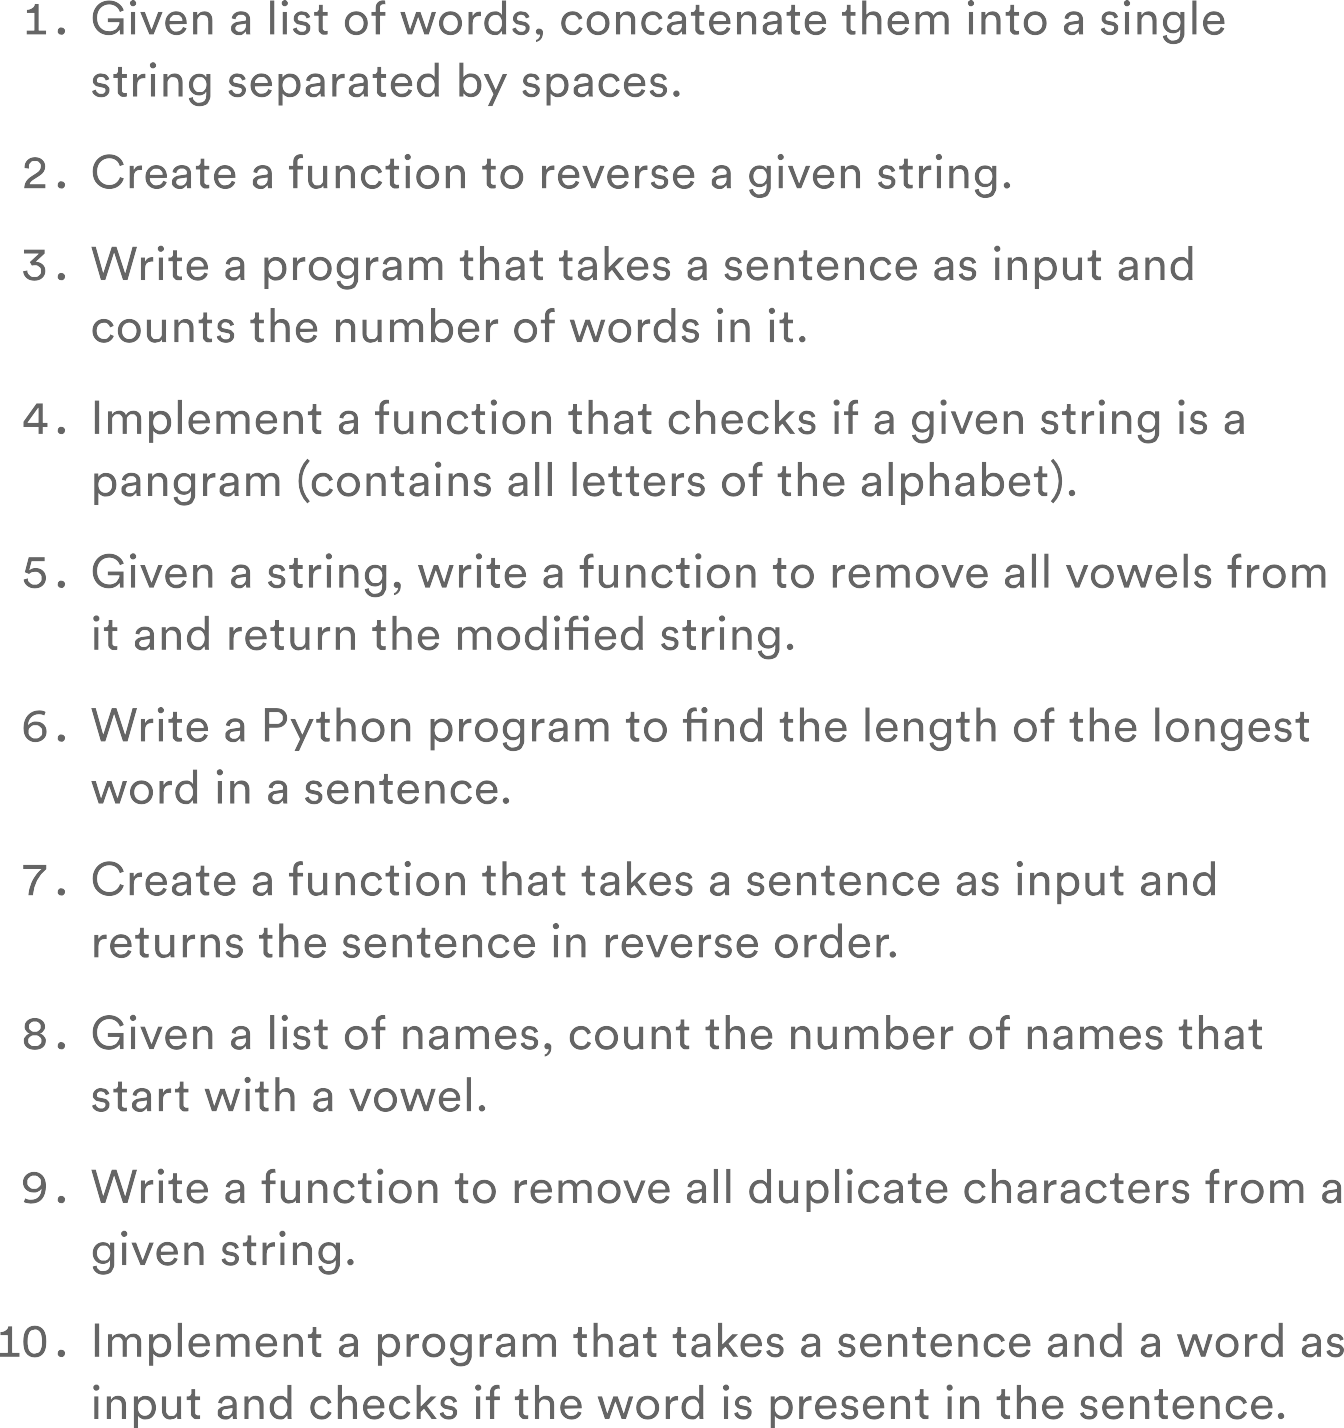 1. Given a list of words, concatenate them into a single
string separated by spaces.
2. Create a function to reverse a given string.
3. Write a program that takes a sentence as input and
counts the number of words in it.
4. Implement a function that checks if a given string is a
pangram (contains all letters of the alphabet).
5. Given a string, write a function to remove all vowels from
it and return the modified string.
6. Write a Python program to find the length of the longest
word in a sentence.
7. Create a function that takes a sentence as input and
returns the sentence in reverse order.
8. Given a list of names, count the number of names that
start with a vowel.
9. Write a function to remove all duplicate characters from a
given string.
10. Implement a program that takes a sentence and a word as
input and checks if the word is present in the sentence.